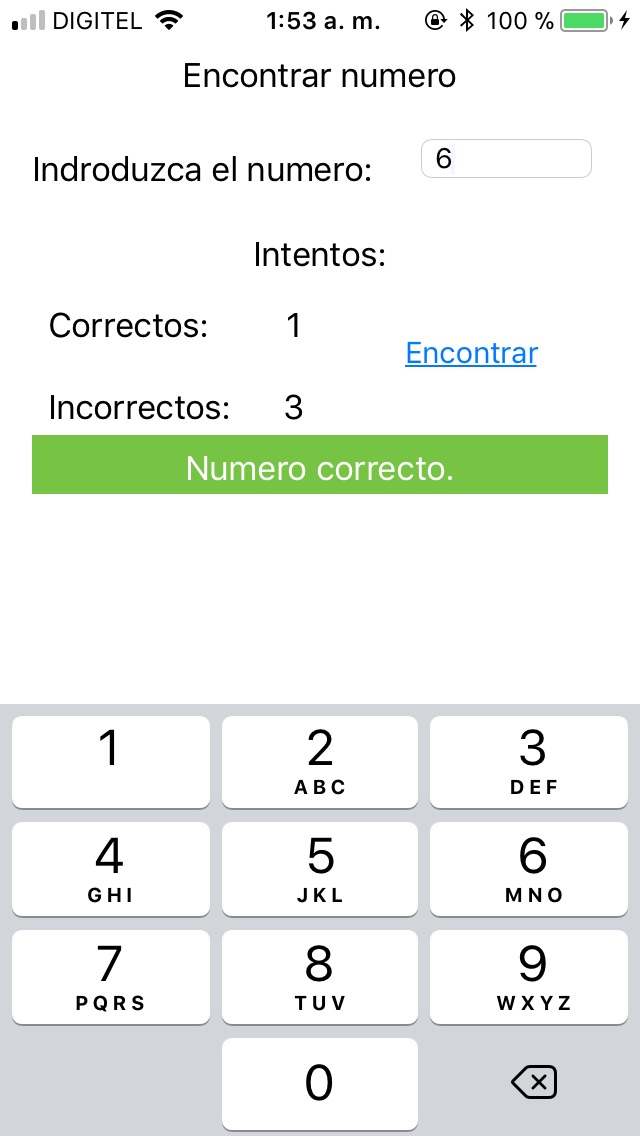 DIGITEL 1:53 a. m. 100 %
Encontrar numero
Indroduzca el numero: 6
Intentos:
Correctos: 1
Encontrar
Incorrectos: 3
Numero correcto.
1 2 3
ABC DEF
4 5 6
GHI JKL MNO
7 8 9
PQRS TUV WXYZ
0